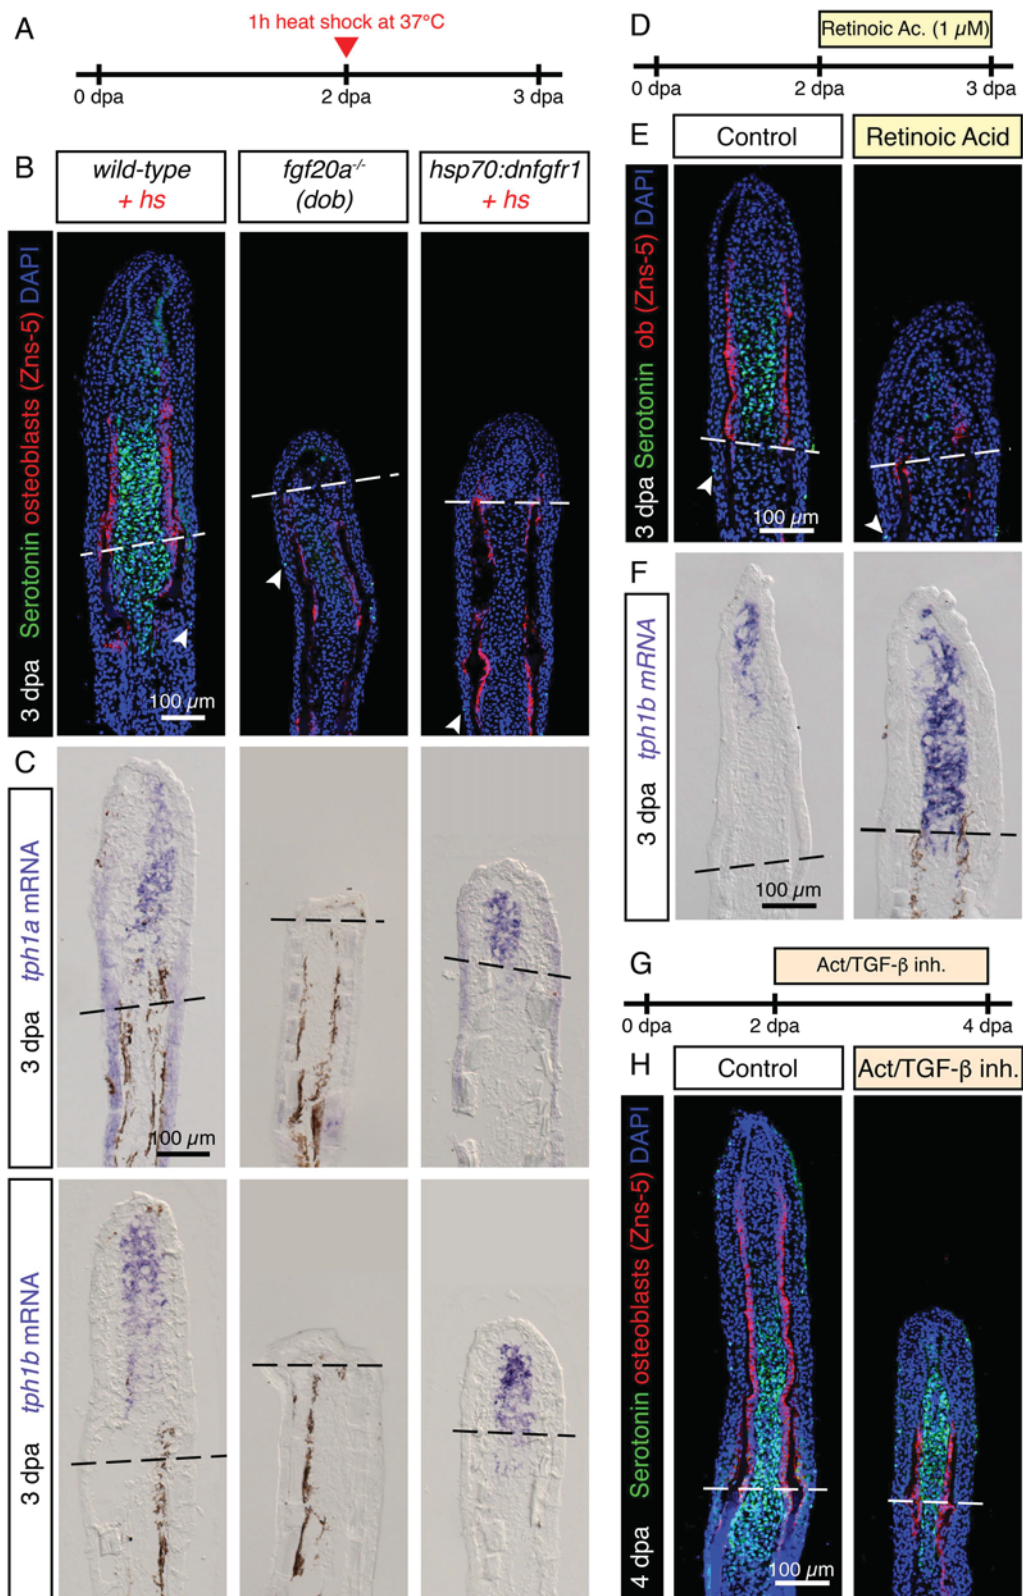 A
1h heat shock at 37°C
0 dpa
2 dpa
3 dpa
B
wild-type
+ hs
fgf20a-/-
(dob)
hsp70:dnfgfr1
+ hs
3 dpa Serotonin osteoblasts (Zns-5) DAPI
100 µm
C
3 dpa tph1a mRNA
100 µm
3 dpa tph1b mRNA
D
Retinoic Ac. (1 µM)
0 dpa
2 dpa
3 dpa
E
Control
Retinoic Acid
3 dpa Serotonin ob (Zns-5) DAPI
100 µm
F
3 dpa tph1b mRNA
100 µm
G
Act/TGF-β inh.
0 dpa
2 dpa
4 dpa
H
Control
Act/TGF-β inh.
4 dpa Serotonin osteoblasts (Zns-5) DAPI
100 µm